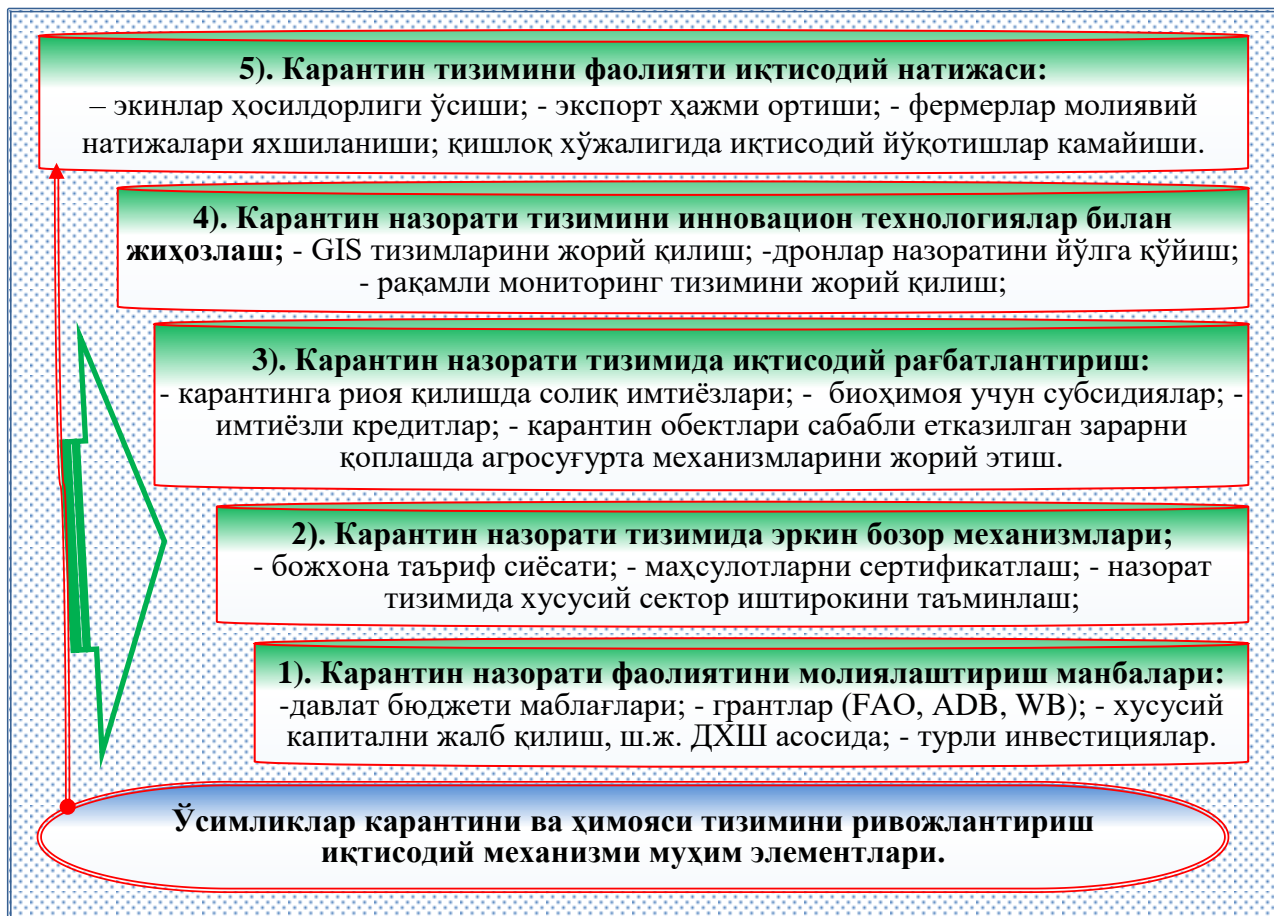 5). Карантин тизимини фаолияти иқтисодий натижаси:
– экинлар ҳосилдорлиги ўсиши; - экспорт ҳажми ортиши; - фермерлар молиявий
натижалари яхшиланиши; қишлоқ хўжалигида иқтисодий йўқотишлар камайиши.
4). Карантин назорати тизимини инновацион технологиялар билан
жиҳозлаш; - GIS тизимларини жорий қилиш; -дронлар назоратини йўлга қўйиш;
- рақамли мониторинг тизимини жорий қилиш;
3). Карантин назорати тизимида иқтисодий рағбатлантириш:
- карантинга риоя қилишда солиқ имтиёзлари; - биоҳимоя учун субсидиялар; -
имтиёзли кредитлар; - карантин обектлари сабабли етказилган зарарни
қоплашда агросуғурта механизмларини жорий этиш.
2). Карантин назорати тизимида эркин бозор механизмлари;
- божхона таъриф сиёсати; - маҳсулотларни сертификатлаш; - назорат
тизимида хусусий сектор иштирокини таъминлаш;
1). Карантин назорати фаолиятини молиялаштириш манбалари:
-давлат бюджети маблағлари; - грантлар (FAO, ADB, WB); - хусусий
капитални жалб қилиш, ш.ж. ДХШ асосида; - турли инвестициялар.
Ўсимликлар карантини ва ҳимояси тизимини ривожлантириш
иқтисодий механизми муҳим элементлари.